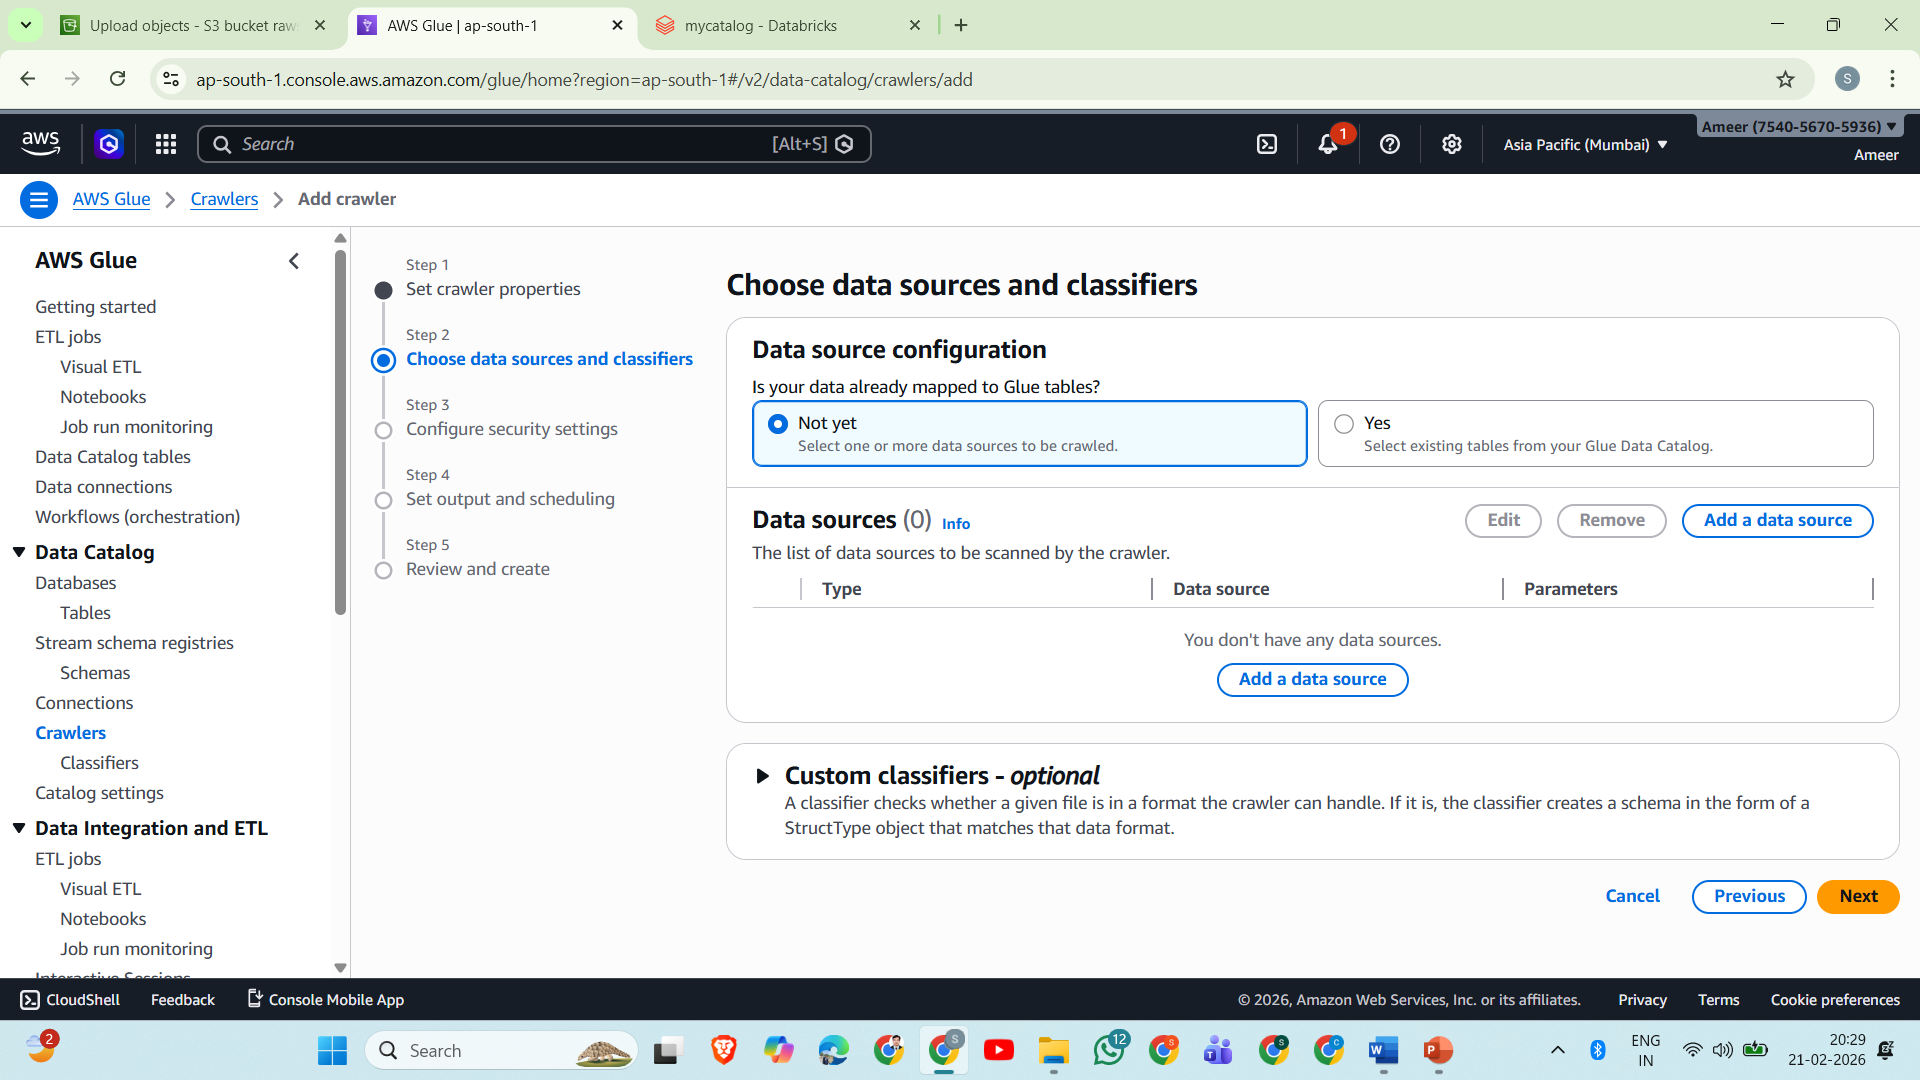 Upload objects - S3 bucket raw
AWS Glue | ap-south-1
mycatalog - Databricks
ap-south-1.console.aws.amazon.com/glue/home?region=ap-south-1#/v2/data-catalog/crawlers/add
S
aws
Search
[Alt+S]
1
Asia Pacific (Mumbai)
Ameer (7540-5670-5936)
Ameer
AWS Glue
Crawlers
Add crawler
AWS Glue
Getting started
ETL jobs
Visual ETL
Notebooks
Job run monitoring
Data Catalog tables
Data connections
Workflows (orchestration)
Data Catalog
Databases
Tables
Stream schema registries
Schemas
Connections
Crawlers
Classifiers
Catalog settings
Data Integration and ETL
ETL jobs
Visual ETL
Notebooks
Job run monitoring
Interactive Sessions
Step 1
Set crawler properties
Step 2
Choose data sources and classifiers
Step 3
Configure security settings
Step 4
Set output and scheduling
Step 5
Review and create
Choose data sources and classifiers
Data source configuration
Is your data already mapped to Glue tables?
Not yet
Select one or more data sources to be crawled.
Yes
Select existing tables from your Glue Data Catalog.
Data sources (0) Info
Edit
Remove
Add a data source
The list of data sources to be scanned by the crawler.
Type
Data source
Parameters
You don't have any data sources.
Add a data source
Custom classifiers - optional
A classifier checks whether a given file is in a format the crawler can handle. If it is, the classifier creates a schema in the form of a
StructType object that matches that data format.
Cancel
Previous
Next
CloudShell
Feedback
Console Mobile App
© 2026, Amazon Web Services, Inc. or its affiliates.
Privacy
Terms
Cookie preferences
2
Search
S
12
S
S
C
ENG
IN
20:29
21-02-2026